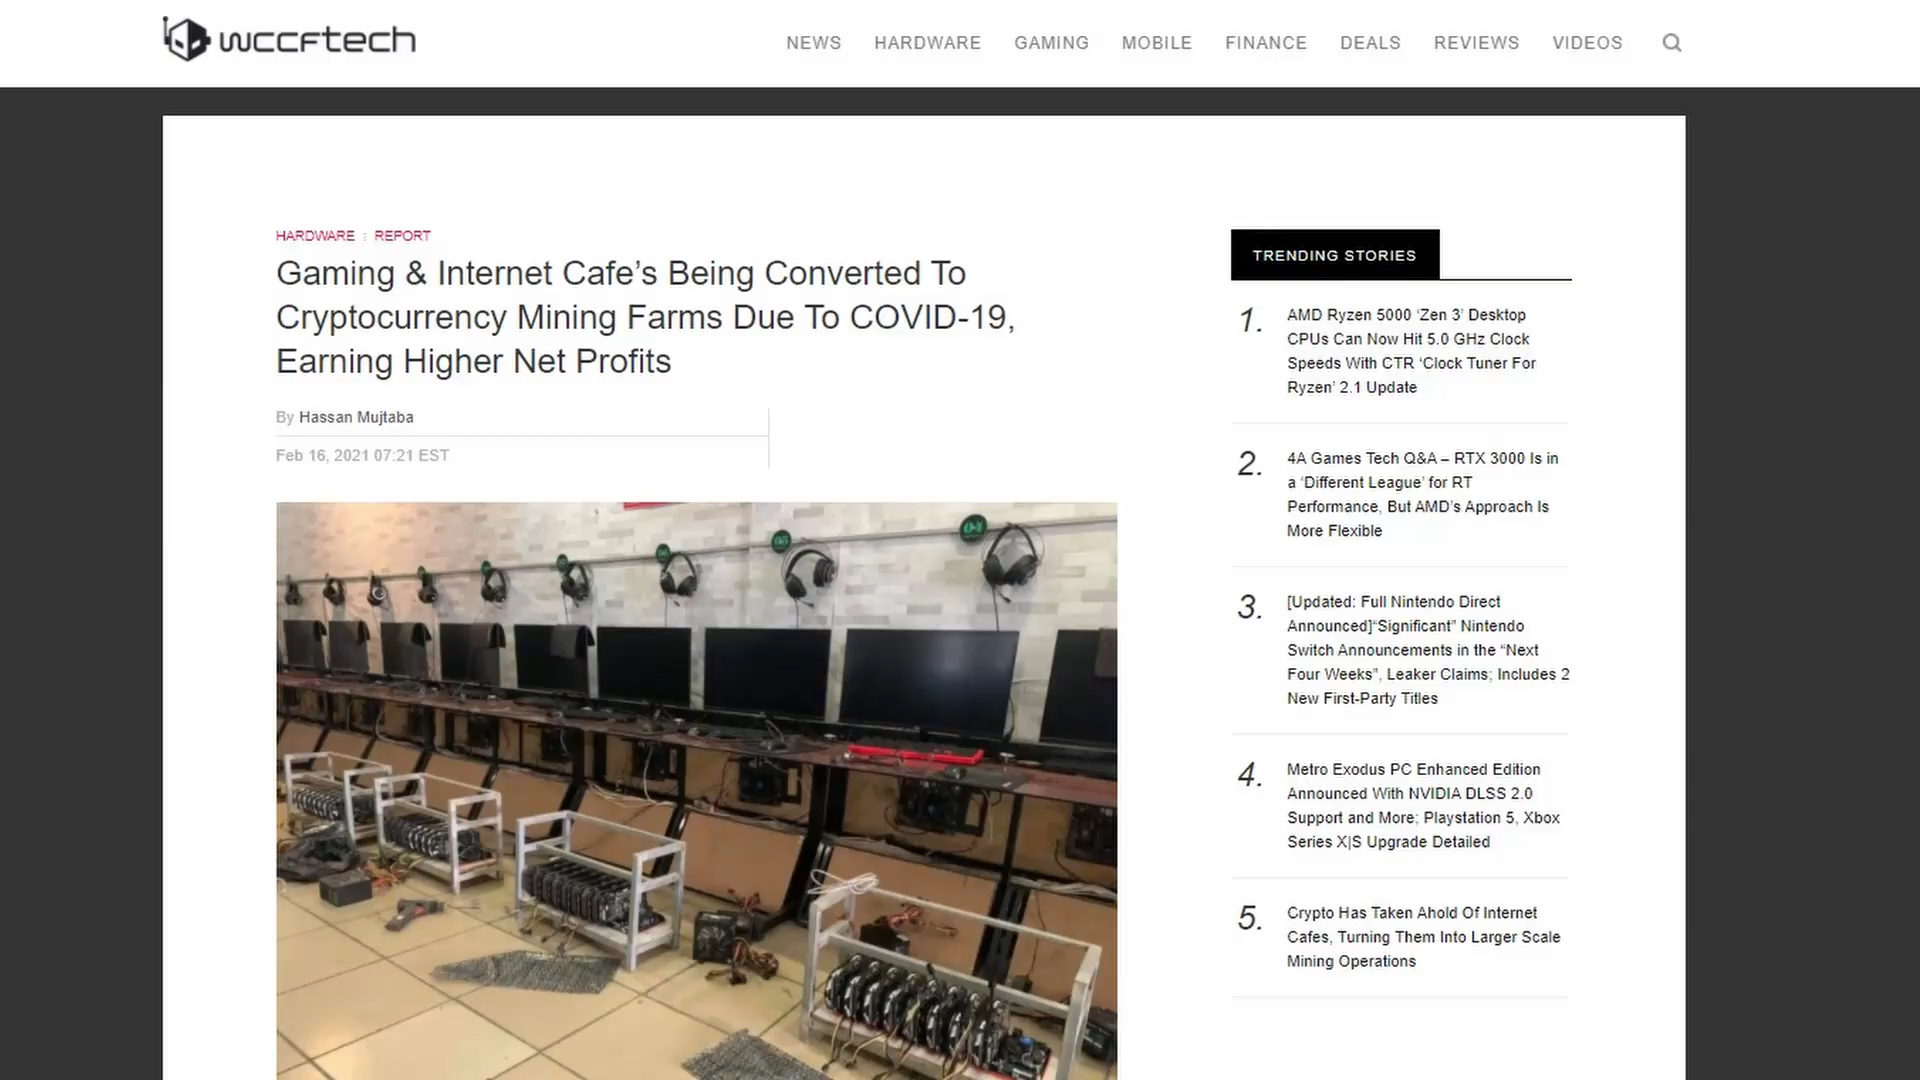 wccftech
NEWS HARDWARE GAMING MOBILE FINANCE DEALS REVIEWS VIDEOS
HARDWARE REPORT
Gaming & Internet Cafe’s Being Converted To
Cryptocurrency Mining Farms Due To COVID-19,
Earning Higher Net Profits
By Hassan Mujtaba
Feb 16, 2021 07:21 EST
TRENDING STORIES
1. AMD Ryzen 5000 ‘Zen 3’ Desktop
CPUs Can Now Hit 5.0 GHz Clock
Speeds With CTR ‘Clock Tuner For
Ryzen’ 2.1 Update
2. 4A Games Tech Q&A – RTX 3000 Is in
a ‘Different League’ for RT
Performance, But AMD’s Approach Is
More Flexible
3. [Updated: Full Nintendo Direct
Announced]“Significant” Nintendo
Switch Announcements in the “Next
Four Weeks”, Leaker Claims; Includes 2
New First-Party Titles
4. Metro Exodus PC Enhanced Edition
Announced With NVIDIA DLSS 2.0
Support and More; Playstation 5, Xbox
Series X|S Upgrade Detailed
5. Crypto Has Taken Ahold Of Internet
Cafes, Turning Them Into Larger Scale
Mining Operations